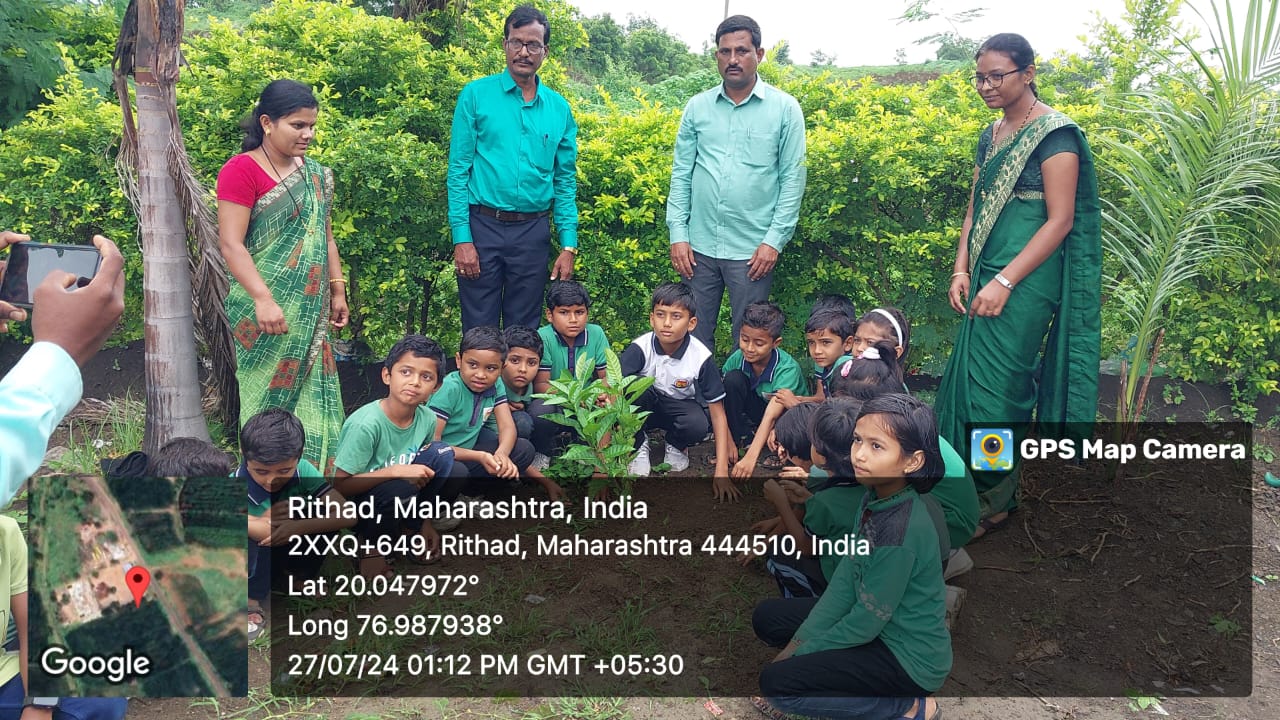 GPS Map Camera
Rithad, Maharashtra, India
2XXQ+649, Rithad, Maharashtra 444510, India
Lat 20.047972°
Long 76.987938°
27/07/24 01:12 PM GMT +05:30
Google